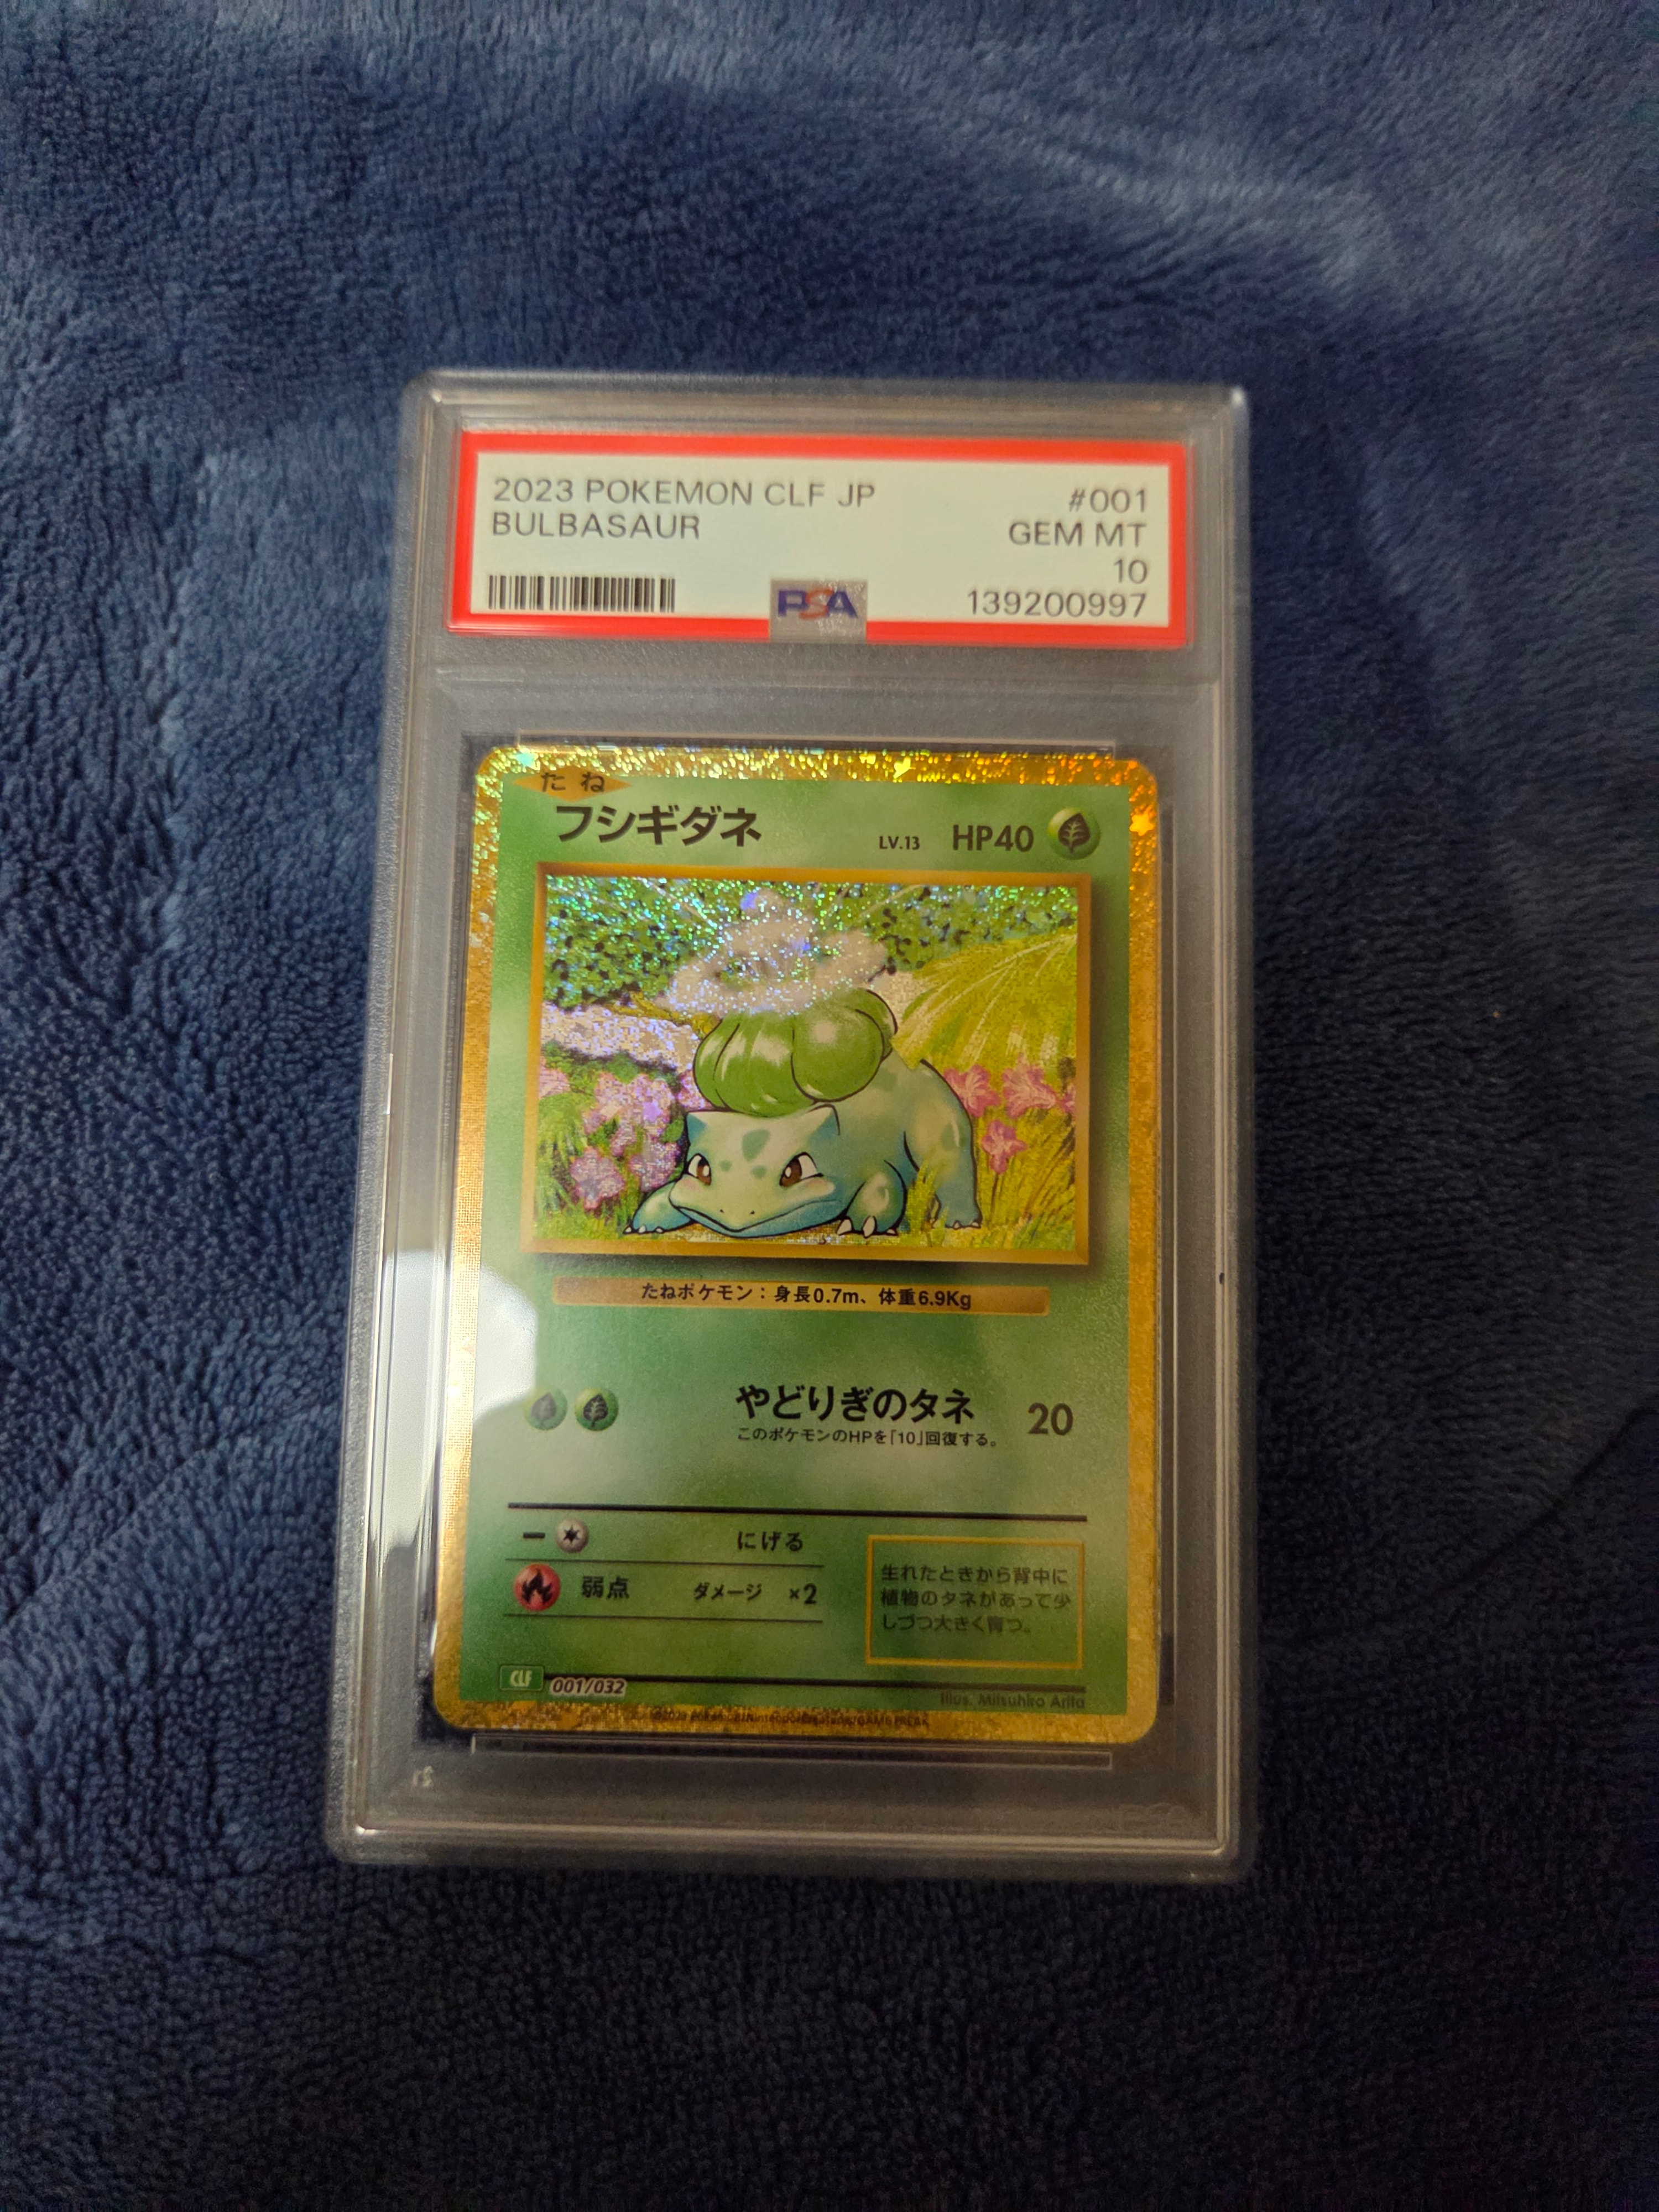 2023 POKEMON CLF JP #001
BULBASAUR GEM MT
10
PSA 139200997
たね
フシギダネ LV.13 HP40
たねポケモン：身長0.7m、体重6.9Kg
やどりぎのタネ 20
このポケモンのHPを「10」回復する。
にげる
弱点 ダメージ ×2
生れたときから背中に
植物のタネがあって少
しづつ大きく育つ。
CLF 001/032
Illus. Mitsuhiro Arita